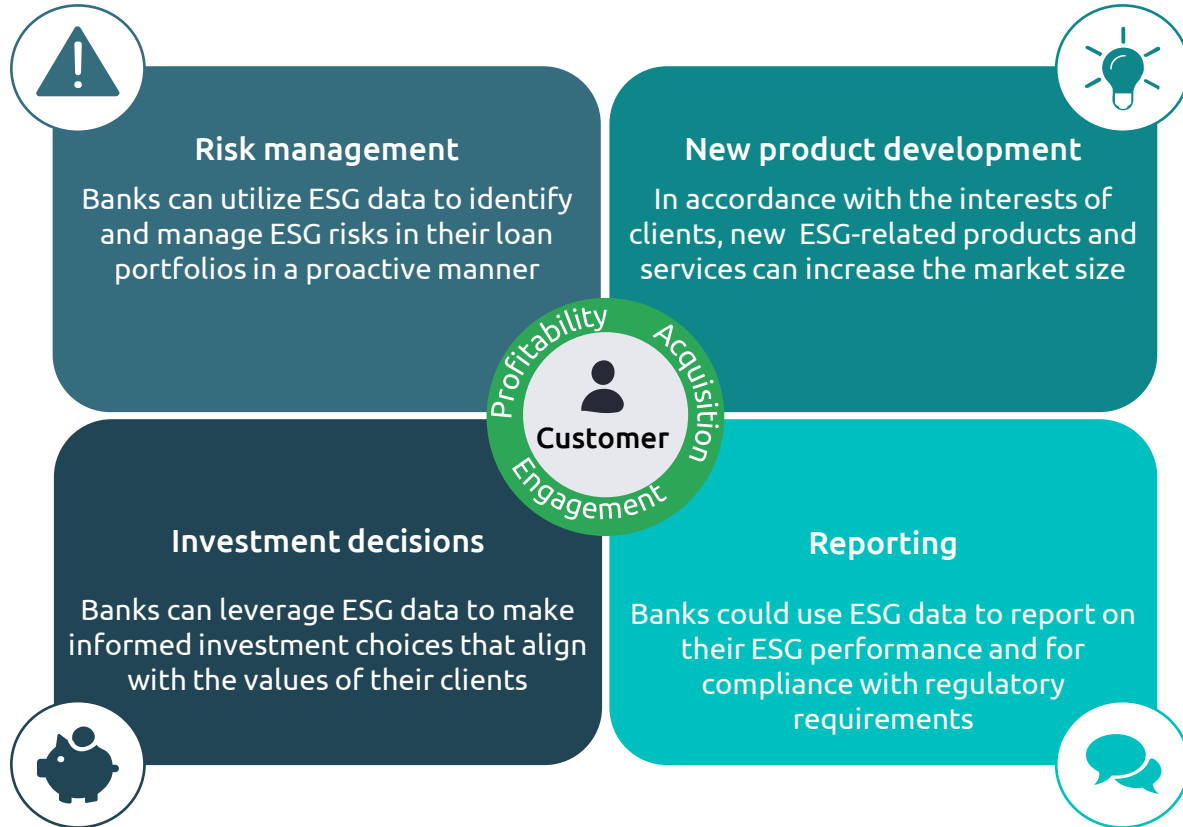 Risk management
Banks can utilize ESG data to identify
and manage ESG risks in their loan
portfolios in a proactive manner
New product development
In accordance with the interests of
clients, new  ESG-related products and
services can increase the market size
Profitability
Acquisition
Engagement
Customer
Investment decisions
Banks can leverage ESG data to make
informed investment choices that align
with the values of their clients
Reporting
Banks could use ESG data to report on
their ESG performance and for
compliance with regulatory
requirements